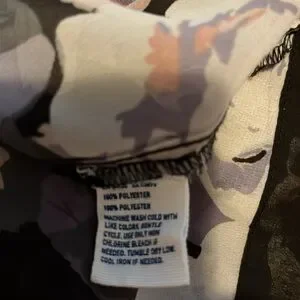 100% POLYESTER
100% POLYESTER
MACHINE WASH COLD WITH
LIKE COLORS. GENTLE
CYCLE. USE ONLY NON
CHLORINE BLEACH IF
NEEDED. TUMBLE DRY LOW.
COOL IRON IF NEEDED.